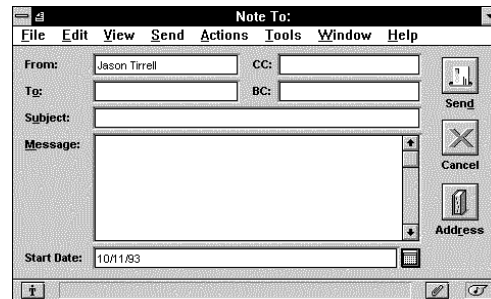 Note To:
File Edit View Send Actions Tools Window Help
From: Jason Tirrell CC:
To: BC:
Send
Subject:
Message:
Cancel
Address
Start Date: 10/11/93